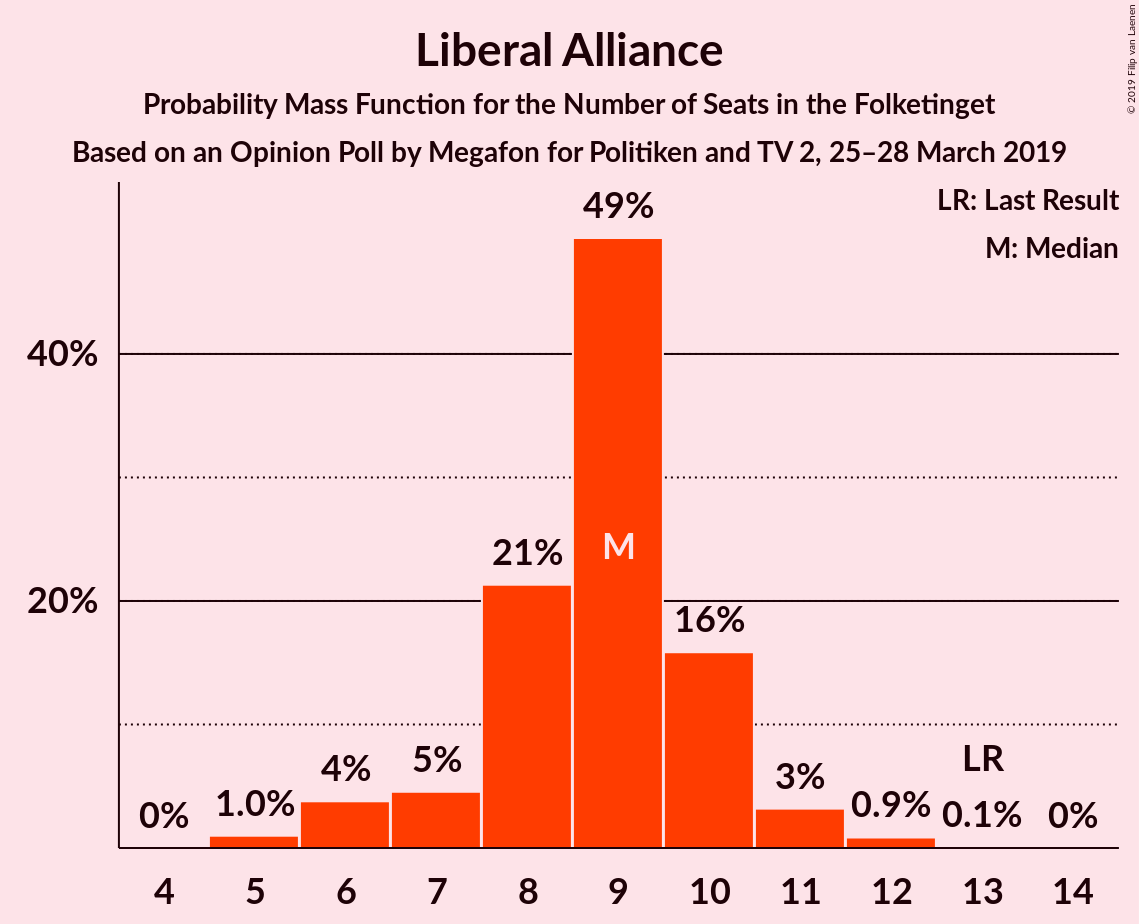 Liberal Alliance
Probability Mass Function for the Number of Seats in the Folketinget
Based on an Opinion Poll by Megafon for Politiken and TV 2, 25–28 March 2019
© 2019 Filip van Laenen
LR: Last Result
M: Median
40%
20%
0%
1.0%
4%
5%
21%
49%
M
16%
3%
0.9%
LR
0.1%
0%
4 5 6 7 8 9 10 11 12 13 14